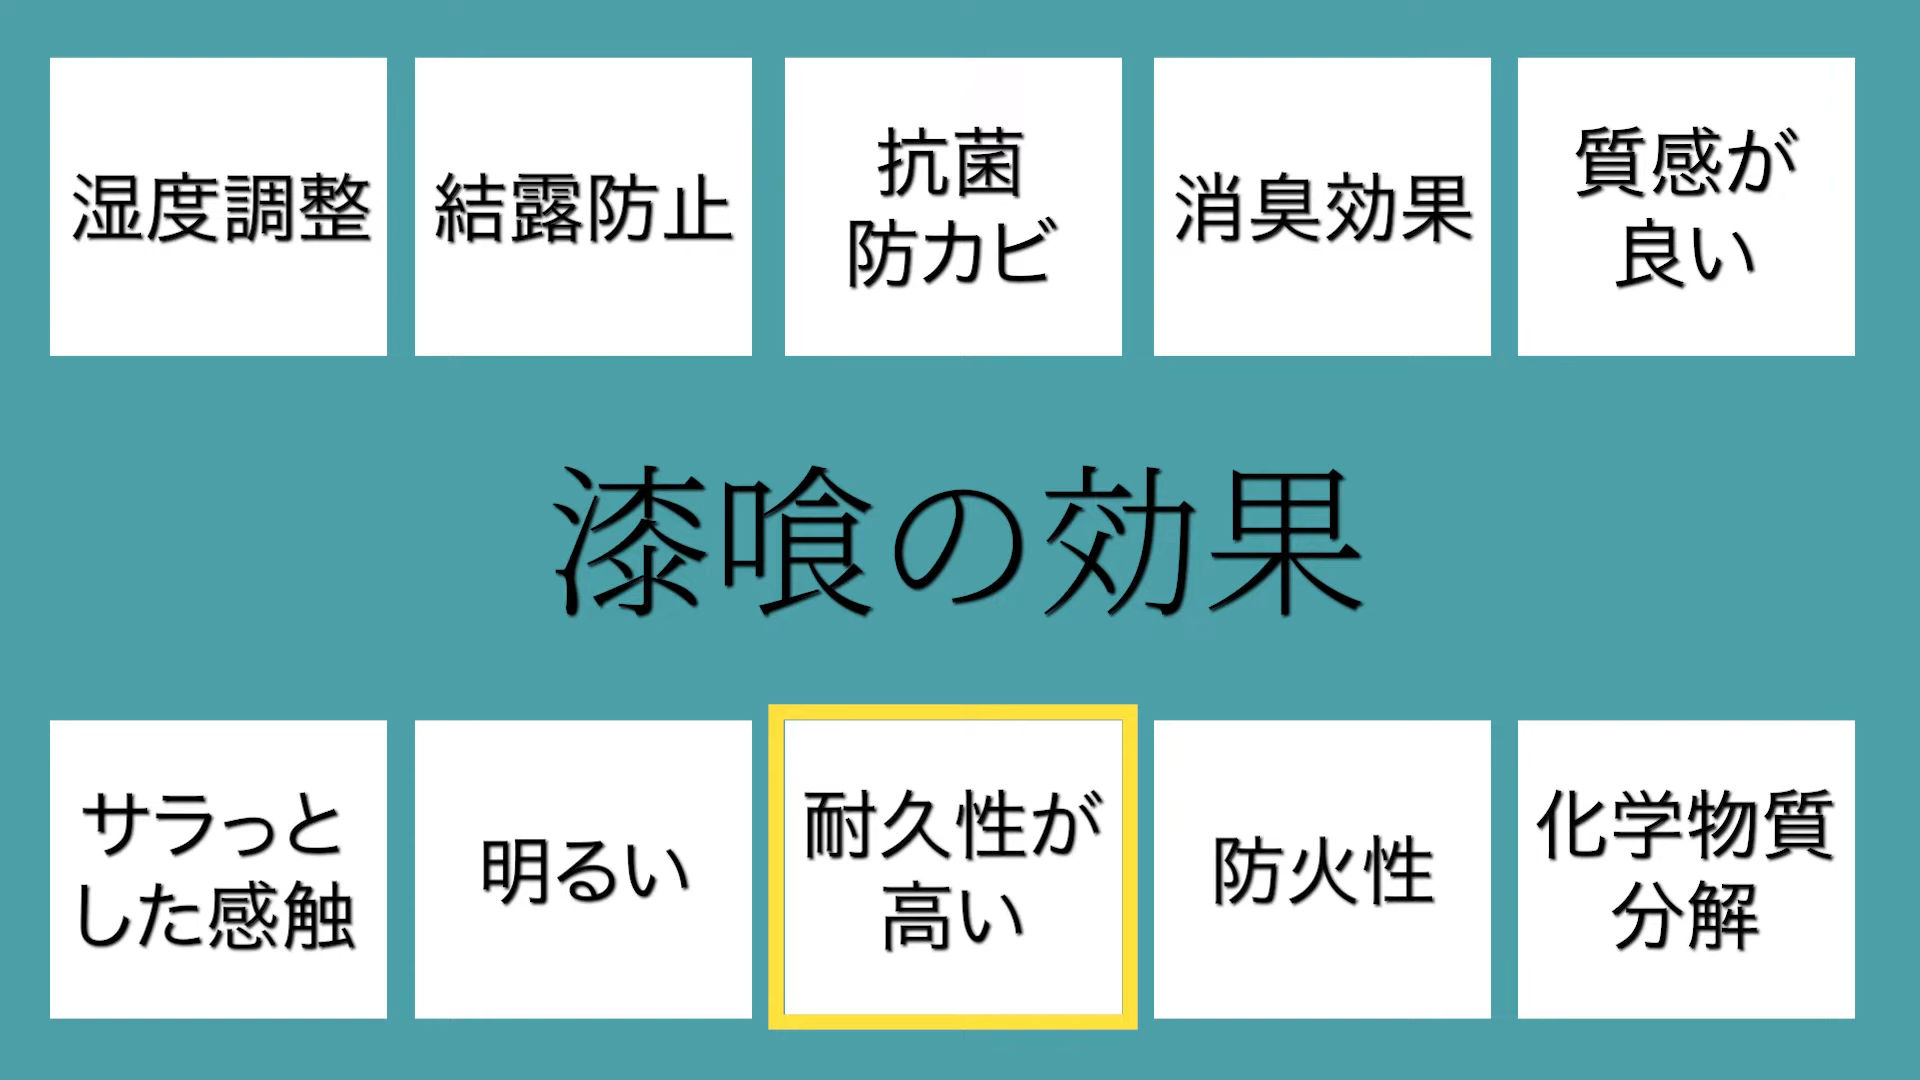 湿度調整
結露防止
抗菌
防カビ
消臭効果
質感が
良い
漆喰の効果
サラっと
した感触
明るい
耐久性が
高い
防火性
化学物質
分解